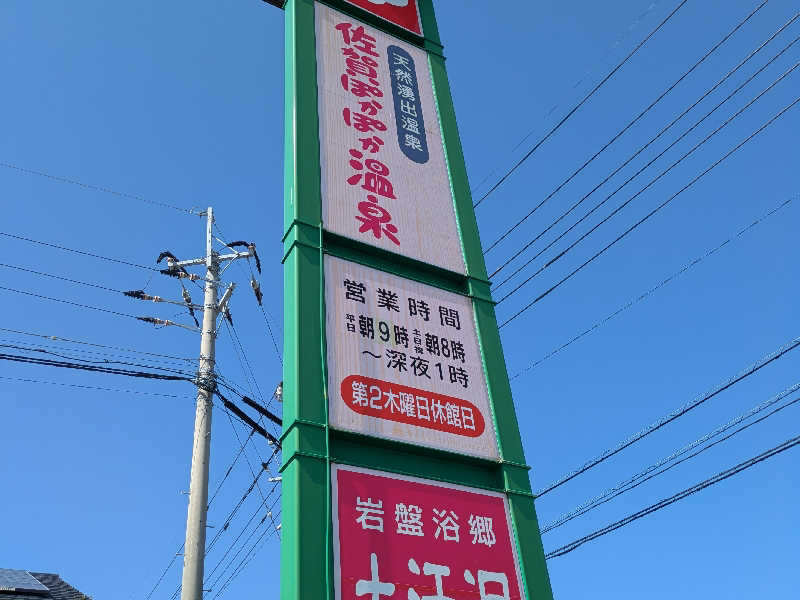 天然湧出温泉
佐賀ぽかぽか温泉
営業時間
平日朝9時 土日祝朝8時
~深夜1時
第2木曜日休館日
岩盤浴郷